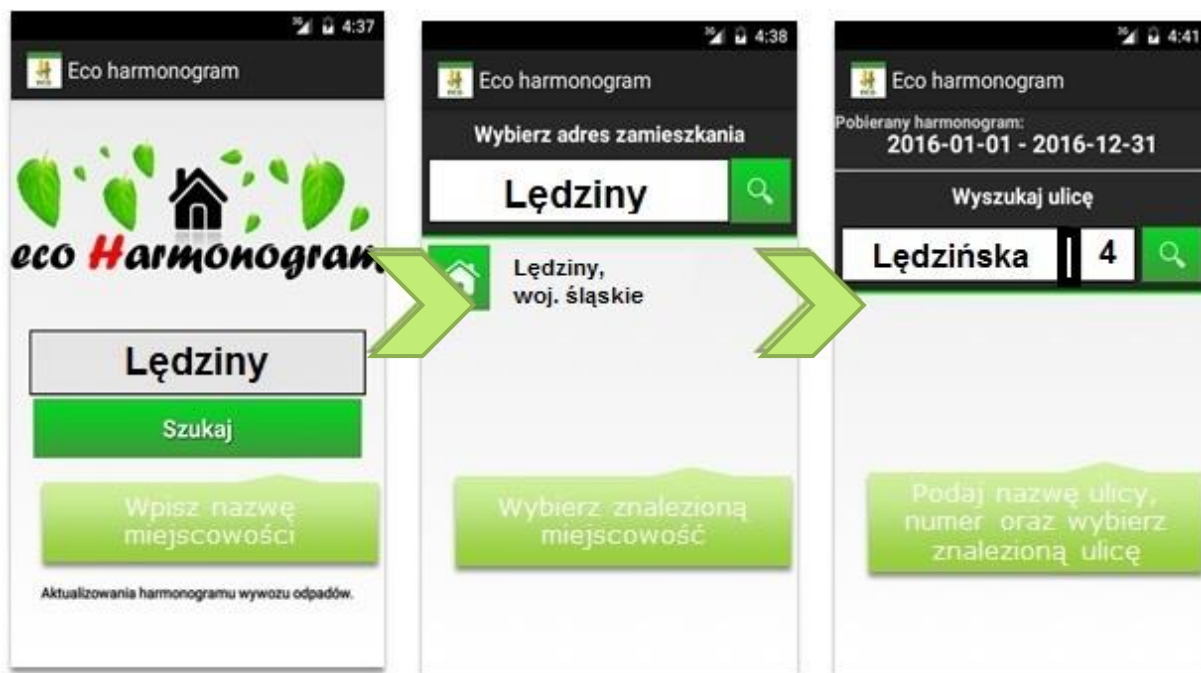 4:37
Eco harmonogram
eco Harmonogram
Lędziny
Szukaj
Wpisz nazwę
miejscowości
Aktualizowania harmonogramu wywozu odpadów.
4:38
Eco harmonogram
Wybierz adres zamieszkania
Lędziny
Lędziny,
woj. śląskie
Wybierz znalezioną
miejscowość
4:41
Eco harmonogram
Pobierany harmonogram:
2016-01-01 - 2016-12-31
Wyszukaj ulicę
Lędzińska 4
Podaj nazwę ulicy,
numer oraz wybierz
znalezioną ulicę